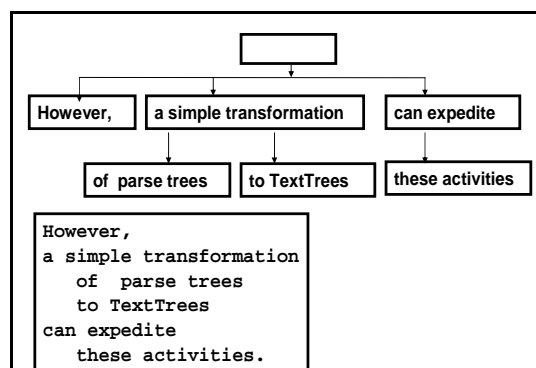 However, a simple transformation can expedite
of parse trees to TextTrees these activities
However,
a simple transformation
of parse trees
to TextTrees
can expedite
these activities.